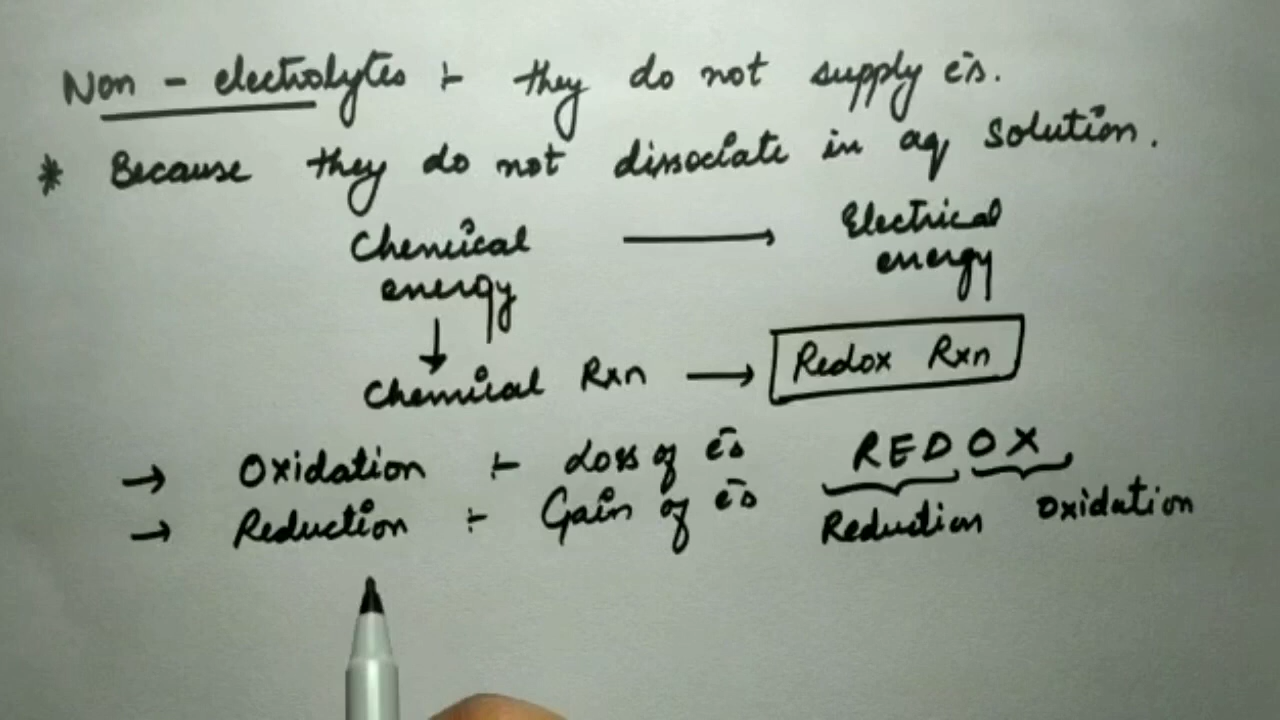 Non - electrolytes :- they do not supply e⁻s.
* Because they do not dissociate in aq solution.
Chemical energy ⟶ Electrical energy
↓
Chemical Rxn ⟶ Redox Rxn
→ Oxidation :- Loss of e⁻s
→ Reduction :- Gain of e⁻s
REDOX
Reduction Oxidation